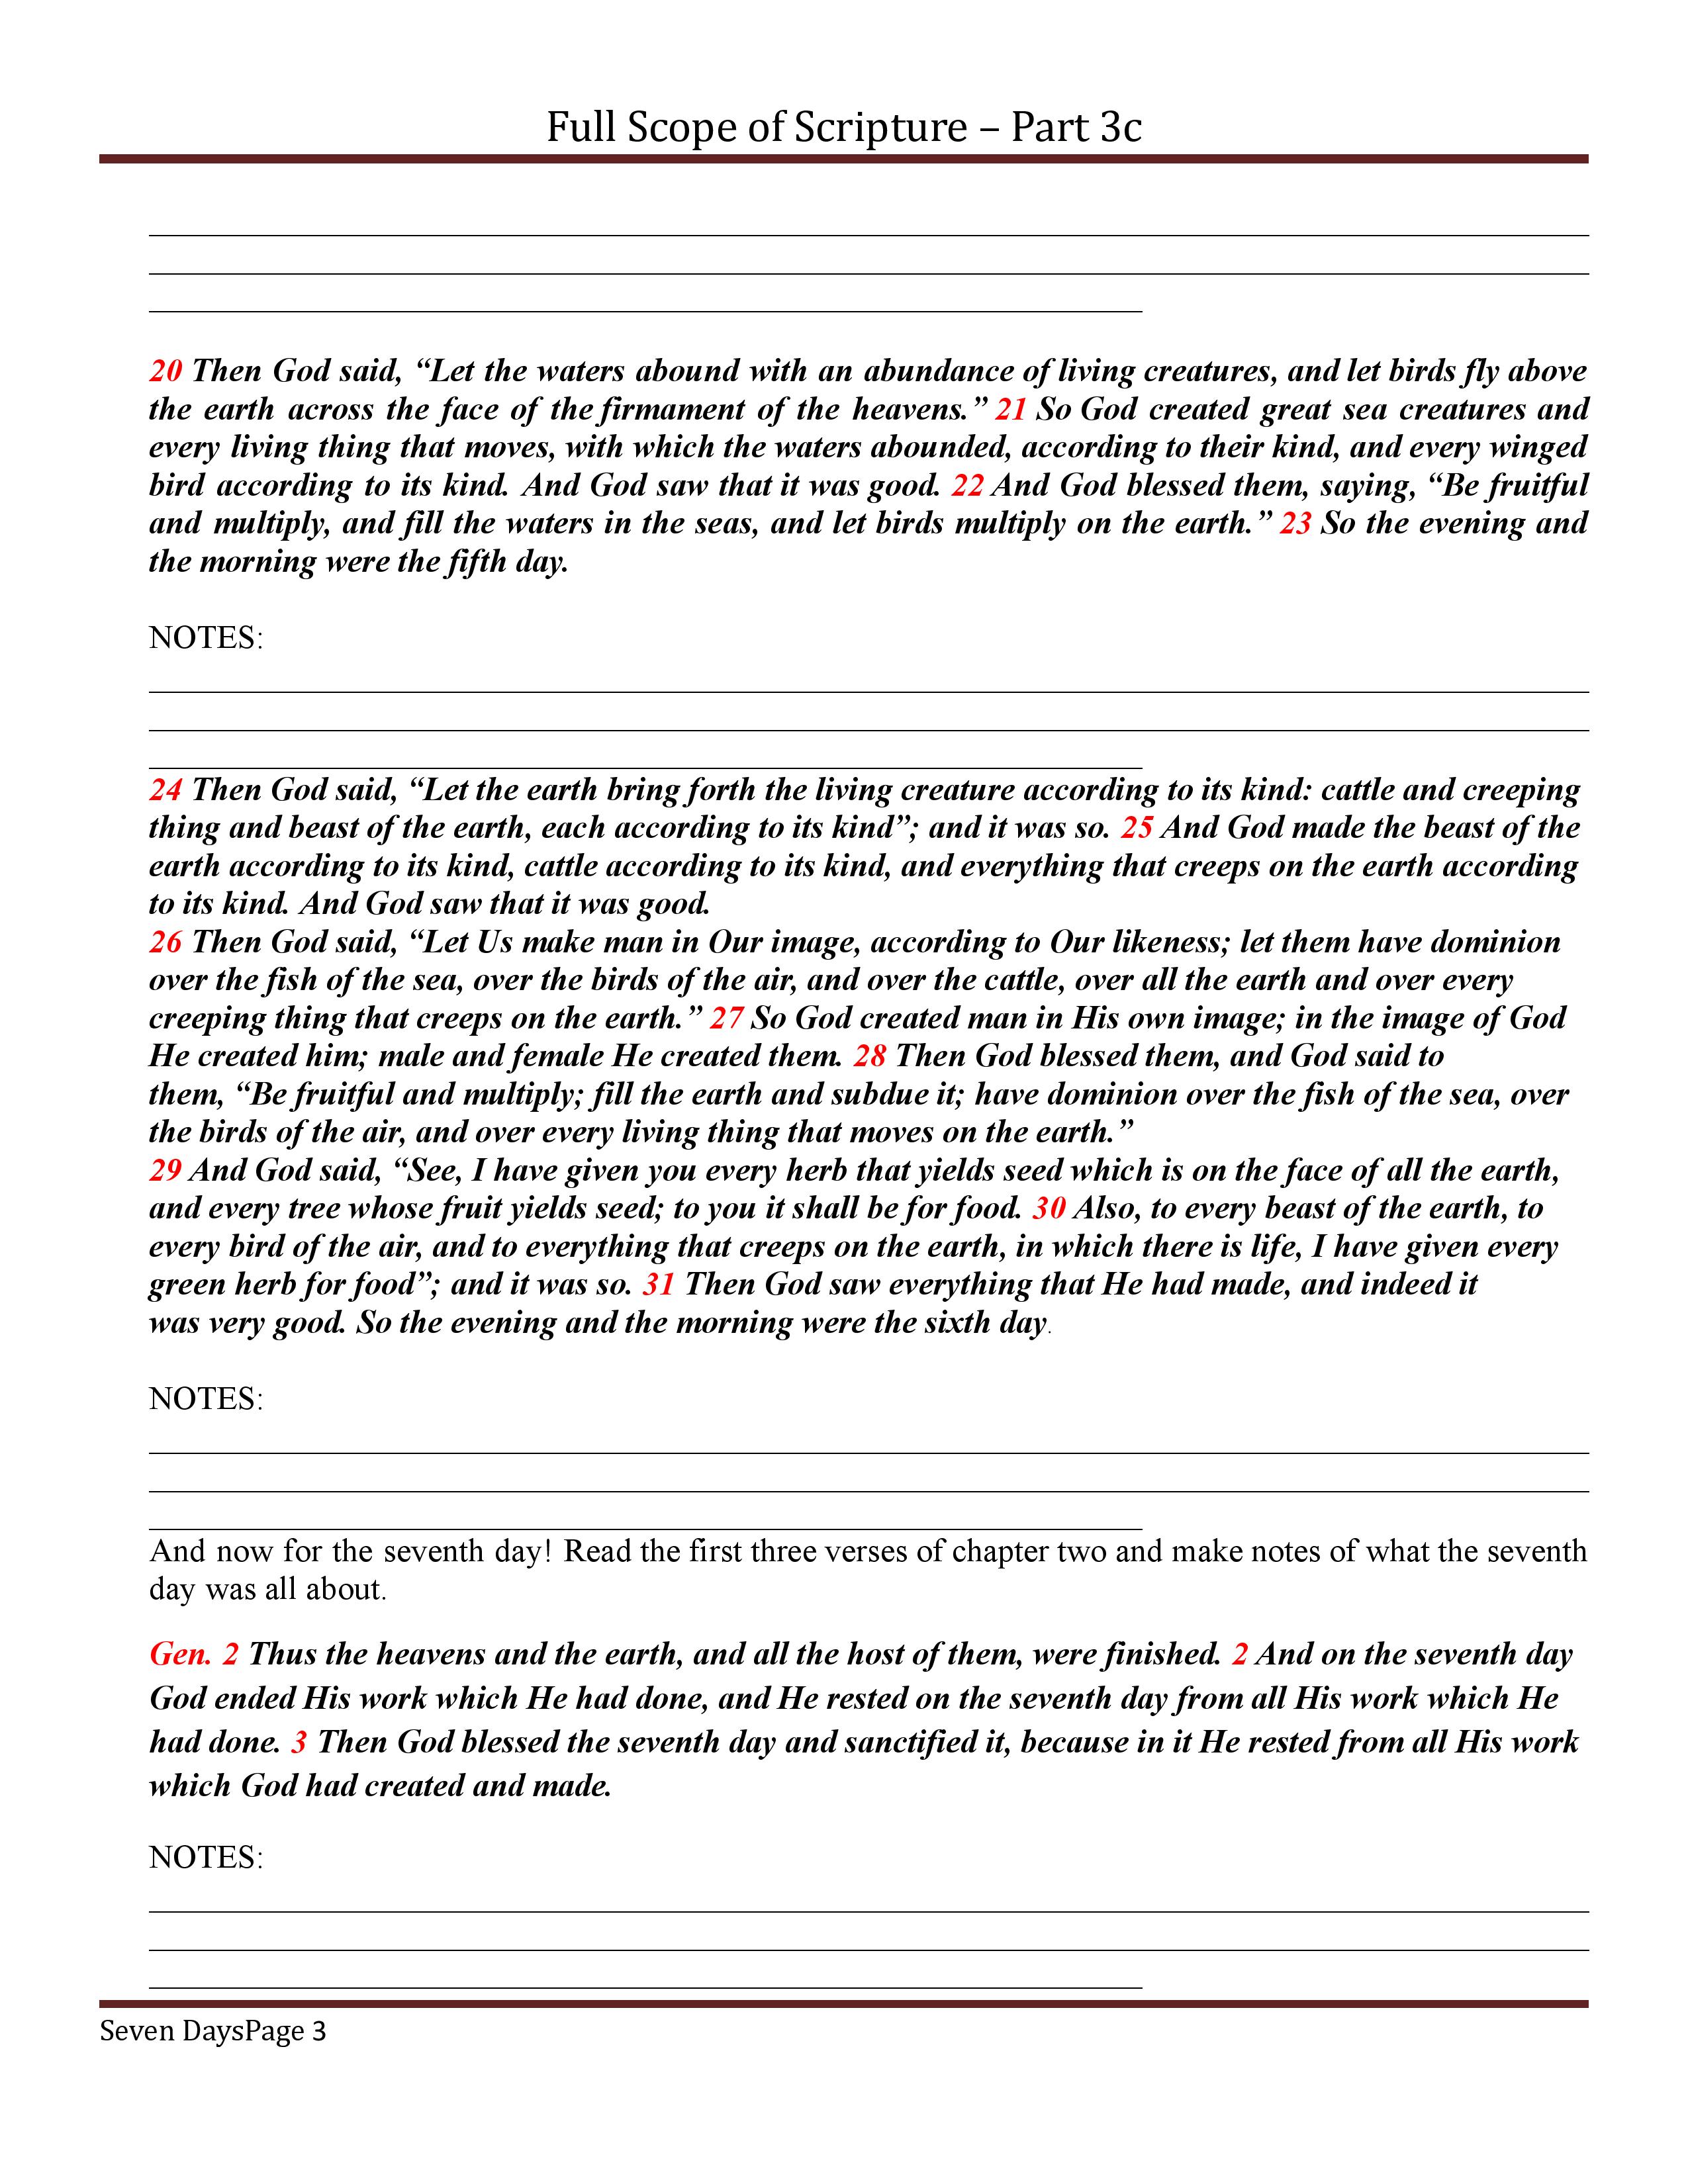 Full Scope of Scripture – Part 3c
20 Then God said, “Let the waters abound with an abundance of living creatures, and let birds fly above
the earth across the face of the firmament of the heavens.” 21 So God created great sea creatures and
every living thing that moves, with which the waters abounded, according to their kind, and every winged
bird according to its kind. And God saw that it was good. 22 And God blessed them, saying, “Be fruitful
and multiply, and fill the waters in the seas, and let birds multiply on the earth.” 23 So the evening and
the morning were the fifth day.
NOTES:
24 Then God said, “Let the earth bring forth the living creature according to its kind: cattle and creeping
thing and beast of the earth, each according to its kind”; and it was so. 25 And God made the beast of the
earth according to its kind, cattle according to its kind, and everything that creeps on the earth according
to its kind. And God saw that it was good.
26 Then God said, “Let Us make man in Our image, according to Our likeness; let them have dominion
over the fish of the sea, over the birds of the air, and over the cattle, over all the earth and over every
creeping thing that creeps on the earth.” 27 So God created man in His own image; in the image of God
He created him; male and female He created them. 28 Then God blessed them, and God said to
them, “Be fruitful and multiply; fill the earth and subdue it; have dominion over the fish of the sea, over
the birds of the air, and over every living thing that moves on the earth.”
29 And God said, “See, I have given you every herb that yields seed which is on the face of all the earth,
and every tree whose fruit yields seed; to you it shall be for food. 30 Also, to every beast of the earth, to
every bird of the air, and to everything that creeps on the earth, in which there is life, I have given every
green herb for food”; and it was so. 31 Then God saw everything that He had made, and indeed it
was very good. So the evening and the morning were the sixth day.
NOTES:
And now for the seventh day! Read the first three verses of chapter two and make notes of what the seventh
day was all about.
Gen. 2 Thus the heavens and the earth, and all the host of them, were finished. 2 And on the seventh day
God ended His work which He had done, and He rested on the seventh day from all His work which He
had done. 3 Then God blessed the seventh day and sanctified it, because in it He rested from all His work
which God had created and made.
NOTES:
Seven DaysPage 3